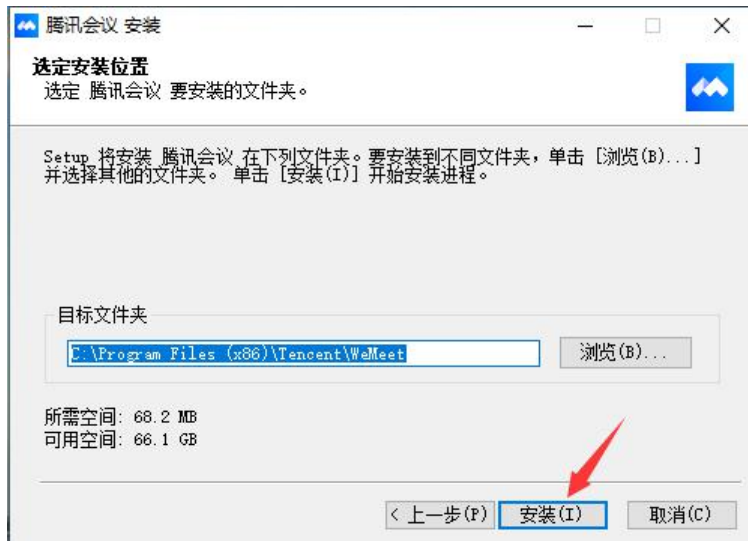 腾讯会议 安装
选定安装位置
选定 腾讯会议 要安装的文件夹。
Setup 将安装 腾讯会议 在下列文件夹。要安装到不同文件夹，单击 [浏览(B)...]
并选择其他的文件夹。 单击 [安装(I)] 开始安装进程。
目标文件夹
C:\Program Files (x86)\Tencent\WeMeet
浏览(B)...
所需空间: 68.2 MB
可用空间: 66.1 GB
< 上一步(P)
安装(I)
取消(C)